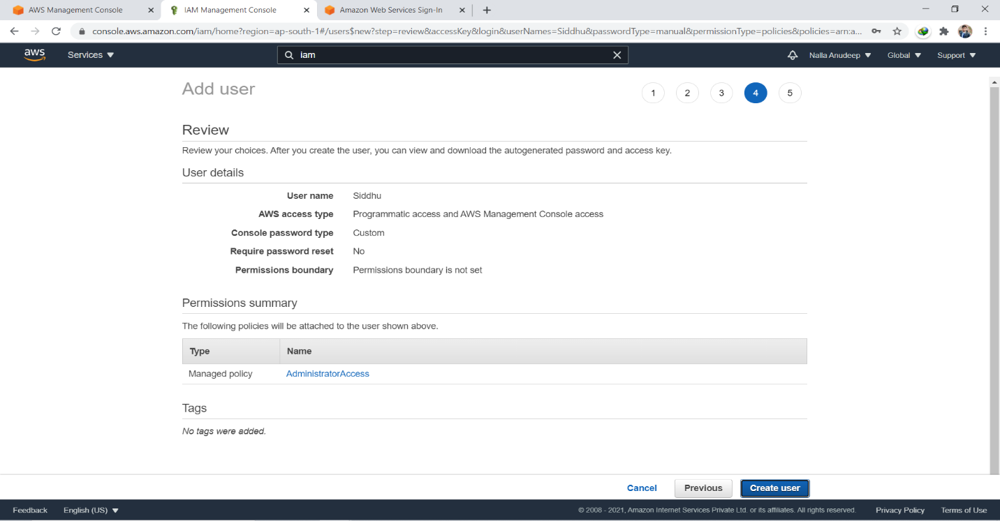 AWS Management Console
IAM Management Console
Amazon Web Services Sign-In
console.aws.amazon.com/iam/home?region=ap-south-1#/users$new?step=review&accessKey&login&userNames=Siddhu&passwordType=manual&permissionType=policies&policies=arn:a...
aws
Services
iam
Nalla Anudeep
Global
Support
Add user
1
2
3
4
5
Review
Review your choices. After you create the user, you can view and download the autogenerated password and access key.
User details
User name Siddhu
AWS access type Programmatic access and AWS Management Console access
Console password type Custom
Require password reset No
Permissions boundary Permissions boundary is not set
Permissions summary
The following policies will be attached to the user shown above.
Type Name
Managed policy AdministratorAccess
Tags
No tags were added.
Cancel
Previous
Create user
Feedback
English (US)
© 2008 - 2021, Amazon Internet Services Private Ltd. or its affiliates. All rights reserved.
Privacy Policy
Terms of Use